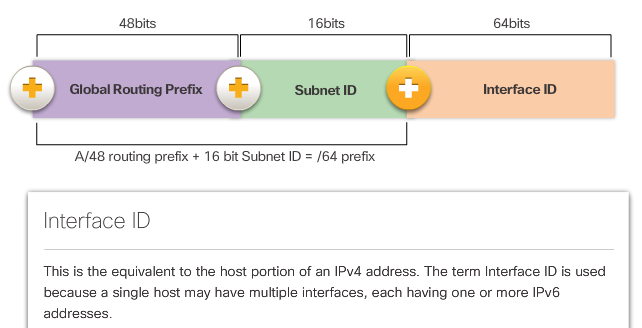 48bits 16bits 64bits
Global Routing Prefix Subnet ID Interface ID
A/48 routing prefix + 16 bit Subnet ID = /64 prefix
Interface ID
This is the equivalent to the host portion of an IPv4 address. The term Interface ID is used
because a single host may have multiple interfaces, each having one or more IPv6
addresses.